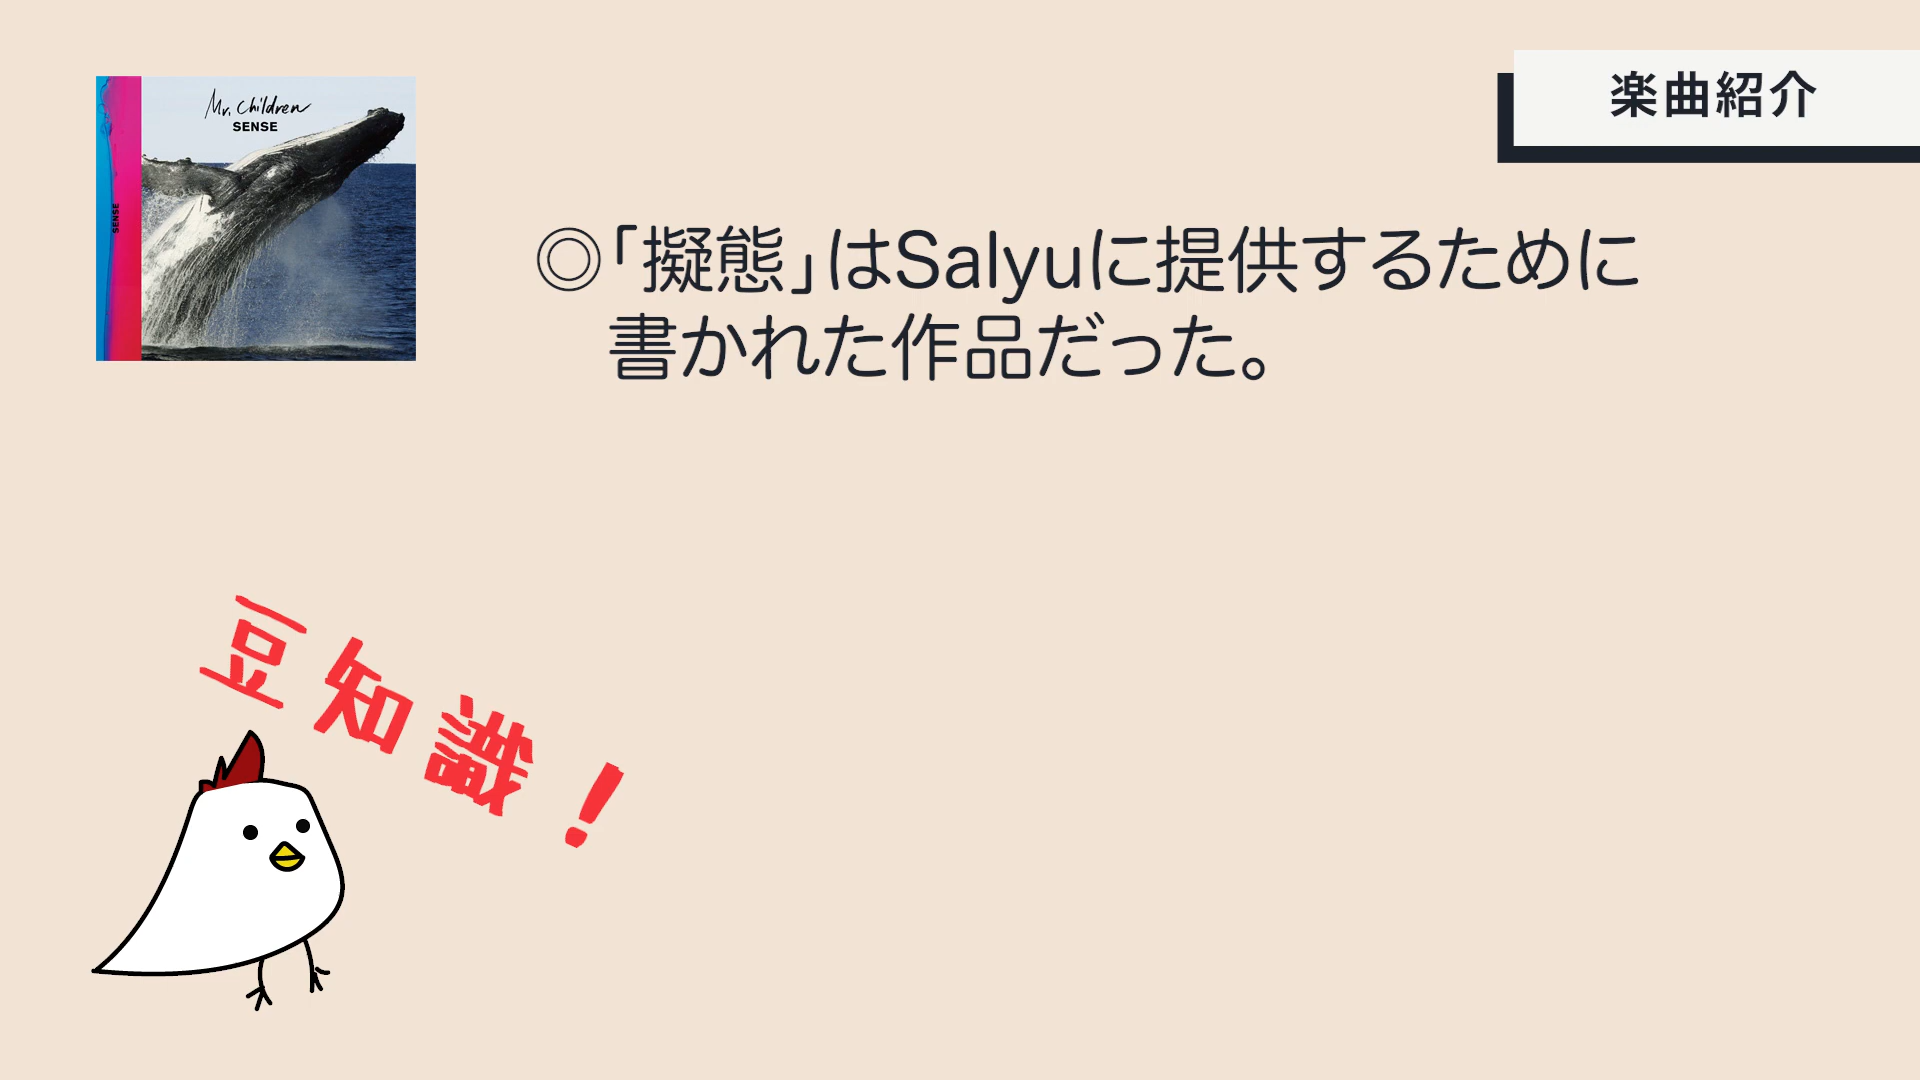 楽曲紹介
Mr.Children
SENSE
SENSE
◎「擬態」はSalyuに提供するために
書かれた作品だった。
豆知識！